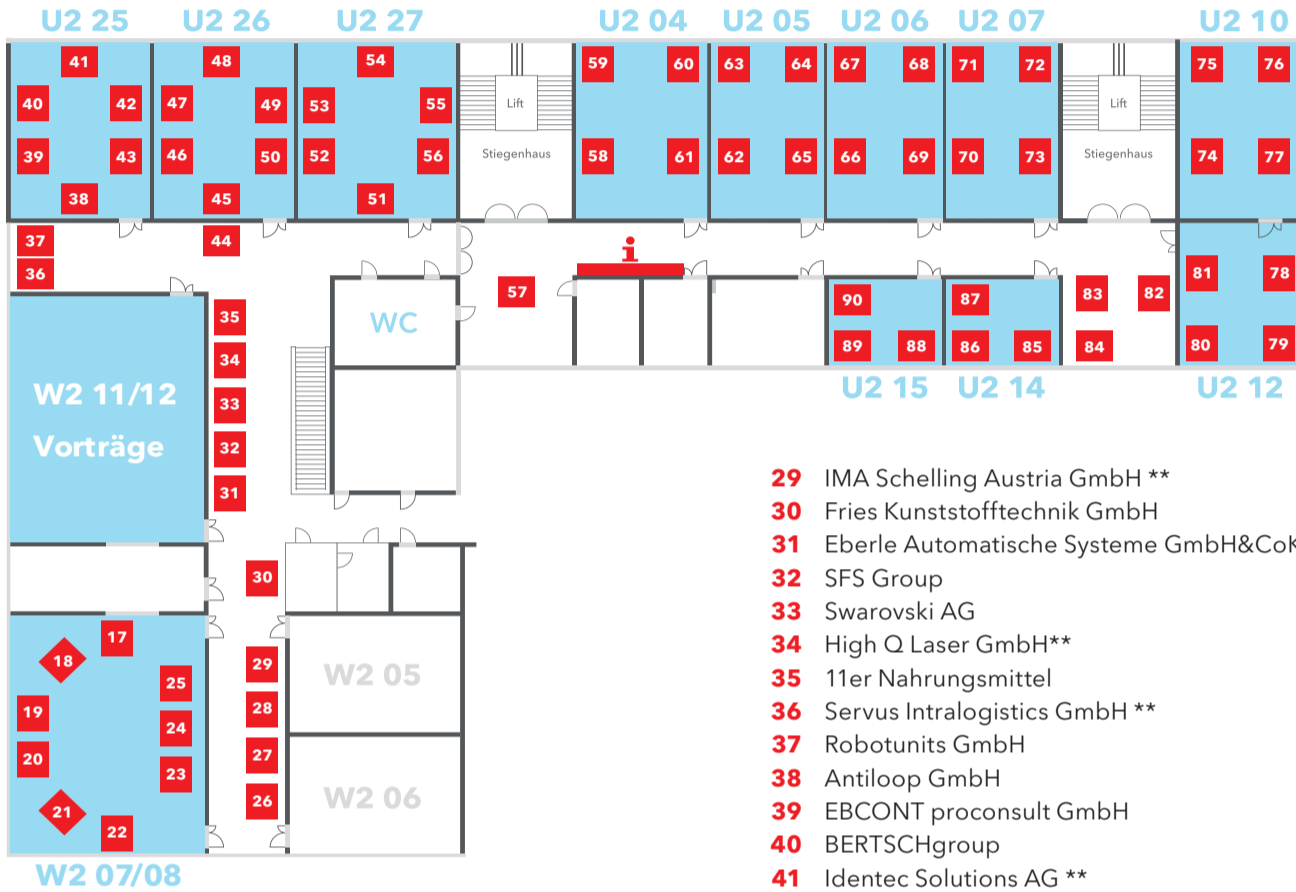 U2 25 U2 26 U2 27 U2 04 U2 05 U2 06 U2 07 U2 10
41 48 54 59 60 63 64 67 68 71 72 75 76
40 42 47 49 53 55 Lift Lift
39 43 46 50 52 56 Stiegenhaus 58 61 62 65 66 69 70 73 Stiegenhaus 74 77
38 45 51
37 44 i
36 57 81 78
35 WC 90 87 83 82
34 89 88 86 85 84 80 79
U2 15 U2 14 U2 12
W2 11/12
Vorträge
33
32
31
30
17
18 29 W2 05
25
19 28
24
20 23 27
21 26 W2 06
22
W2 07/08
29 IMA Schelling Austria GmbH **
30 Fries Kunststofftechnik GmbH
31 Eberle Automatische Systeme GmbH&CoK
32 SFS Group
33 Swarovski AG
34 High Q Laser GmbH**
35 11er Nahrungsmittel
36 Servus Intralogistics GmbH **
37 Robotunits GmbH
38 Antiloop GmbH
39 EBCONT proconsult GmbH
40 BERTSCHgroup
41 Identec Solutions AG **